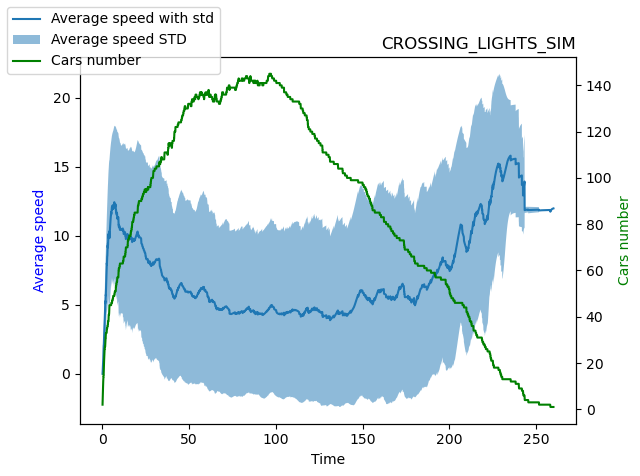 Average speed with std
Average speed STD
Cars number
CROSSING_LIGHTS_SIM
20
15
10
5
0
Average speed
140
120
100
80
60
40
20
0
Cars number
0 50 100 150 200 250
Time